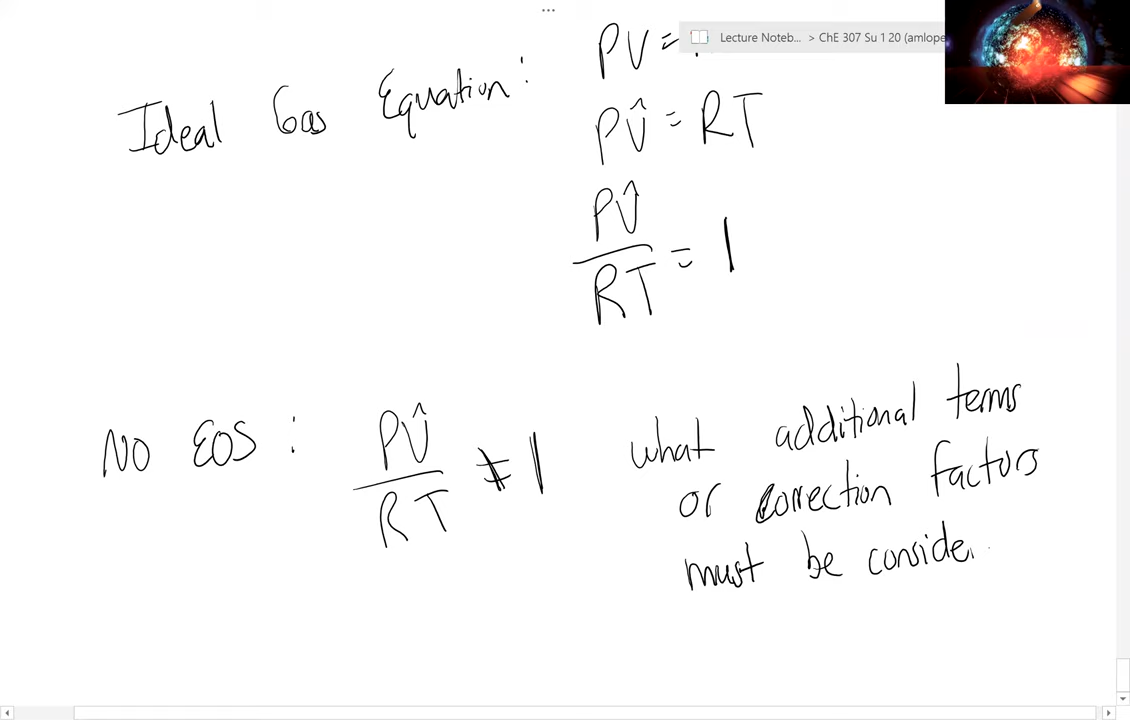 Lecture Noteb... > ChE 307 Su 1 20 (amlope
Ideal Gas Equation:
PV =
PV̂ = RT
PV̂
RT = 1
NO EOS: PV̂
RT ≠ 1
what additional terms
or correction factors
must be conside